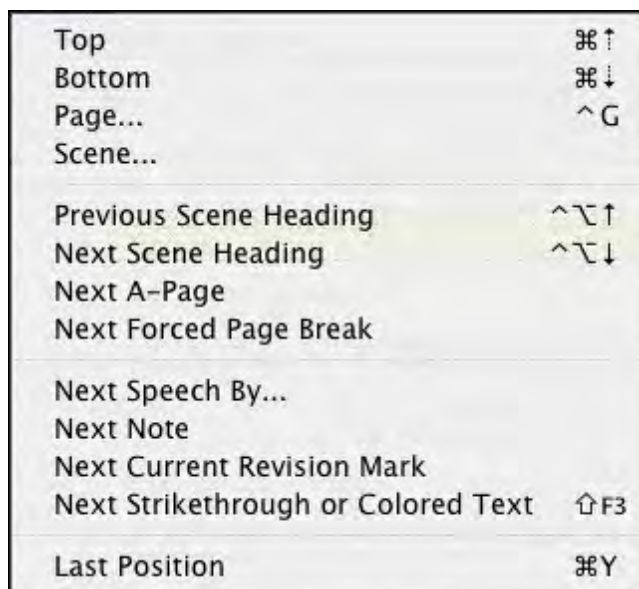 Top ⌘⇡
Bottom ⌘⇣
Page... ^G
Scene...
Previous Scene Heading ^⌥↑
Next Scene Heading ^⌥↓
Next A-Page
Next Forced Page Break
Next Speech By...
Next Note
Next Current Revision Mark
Next Strikethrough or Colored Text ⇧F3
Last Position ⌘Y